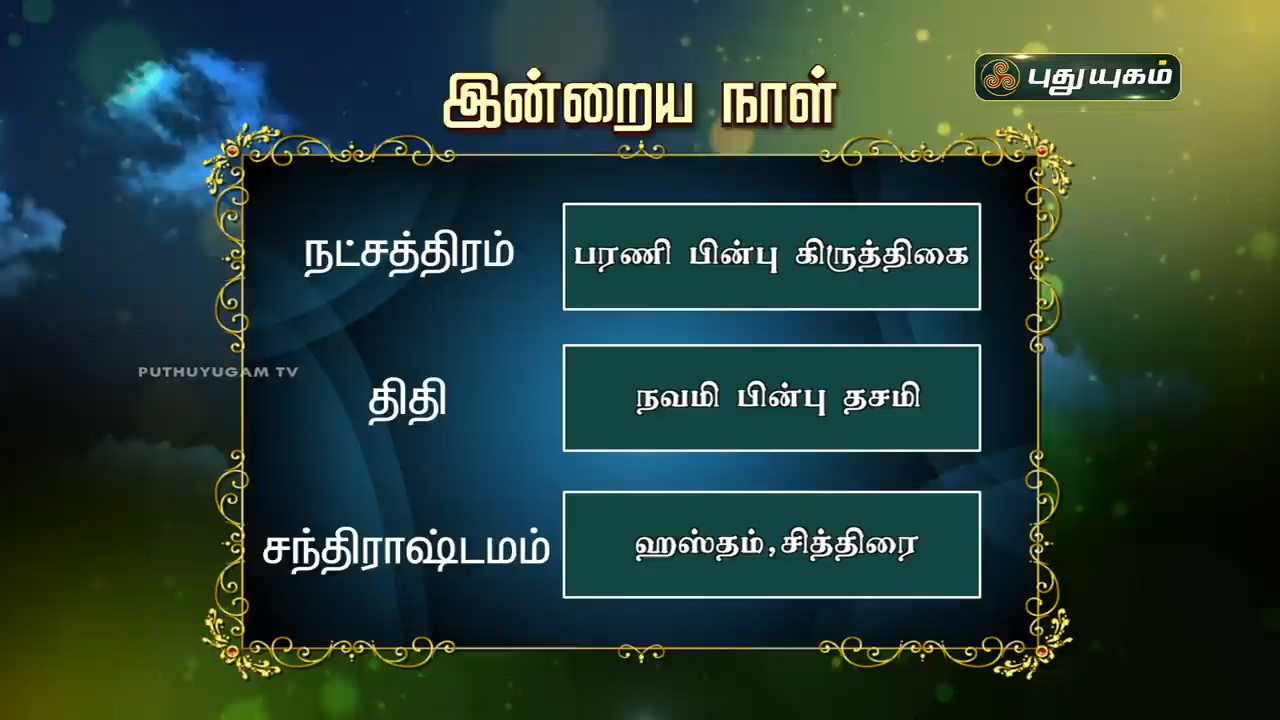 இன்றைய நாள்
புதுயுகம்
நட்சத்திரம்
பரணி பின்பு கிருத்திகை
PUTHUYUGAM TV
திதி
நவமி பின்பு தசமி
சந்திராஷ்டமம்
ஹஸ்தம்,சித்திரை